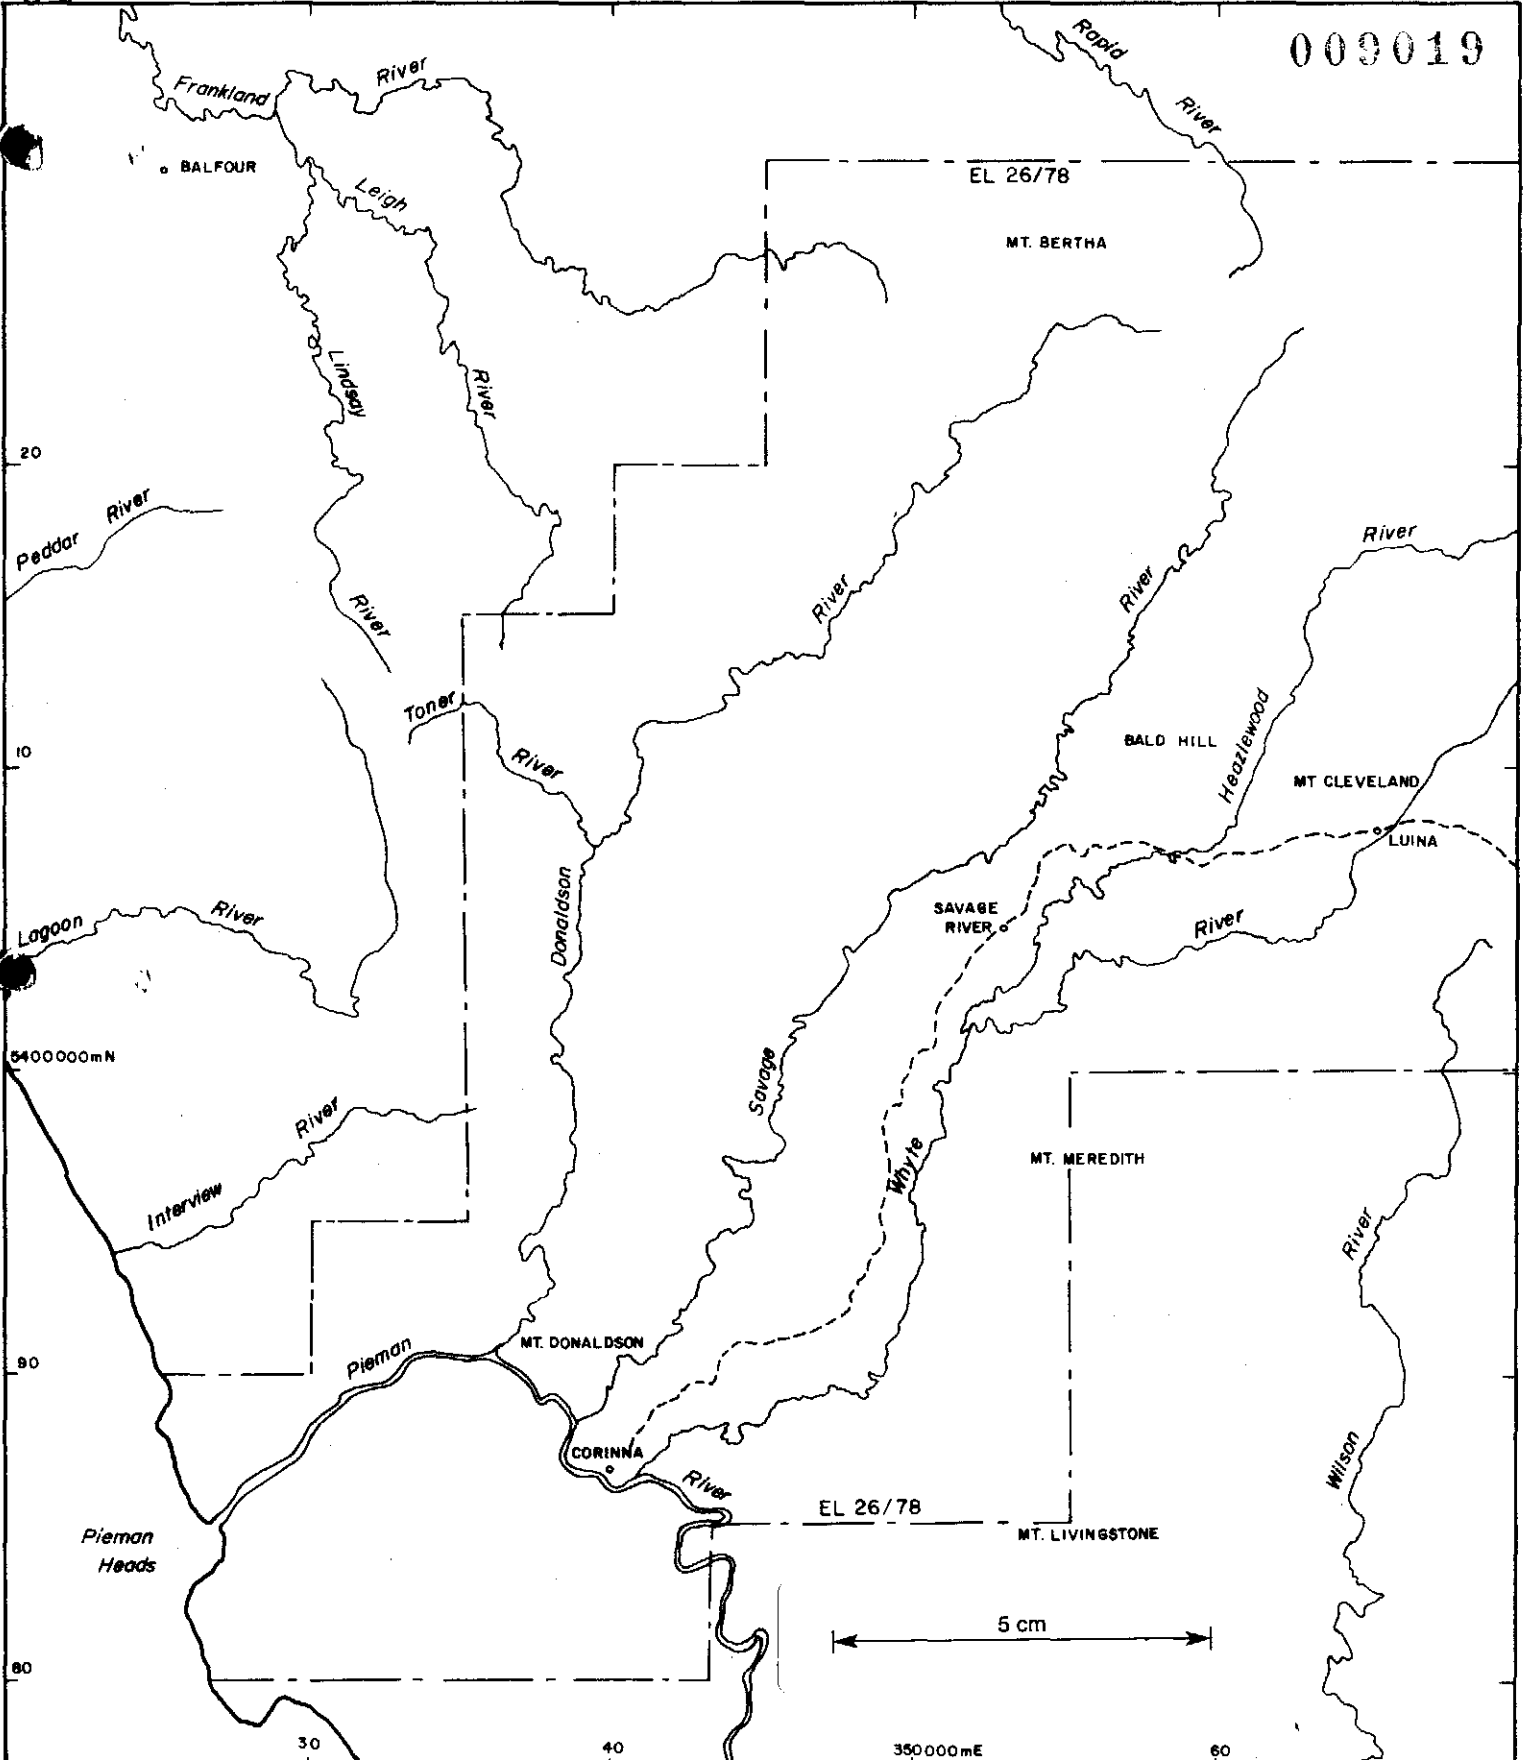 009019
Rapid
River
Frankland
River
BALFOUR
EL 26/78
Leigh
MT. BERTHA
Lindsay
River
20
Peddar River
River
River
River
River
Toner
River
10
BALD HILL
Heazlewood
MT CLEVELAND
LUINA
Donaldson
Lagoon
River
SAVAGE
RIVER
River
5400000mN
Savage
River
Whyte
MT. MEREDITH
Interview
River
MT. DONALDSON
90
Pieman
CORINNA
River
Wilson
EL 26/78
MT. LIVINGSTONE
Pieman
Heads
5 cm
80
30
40
350000mE
60